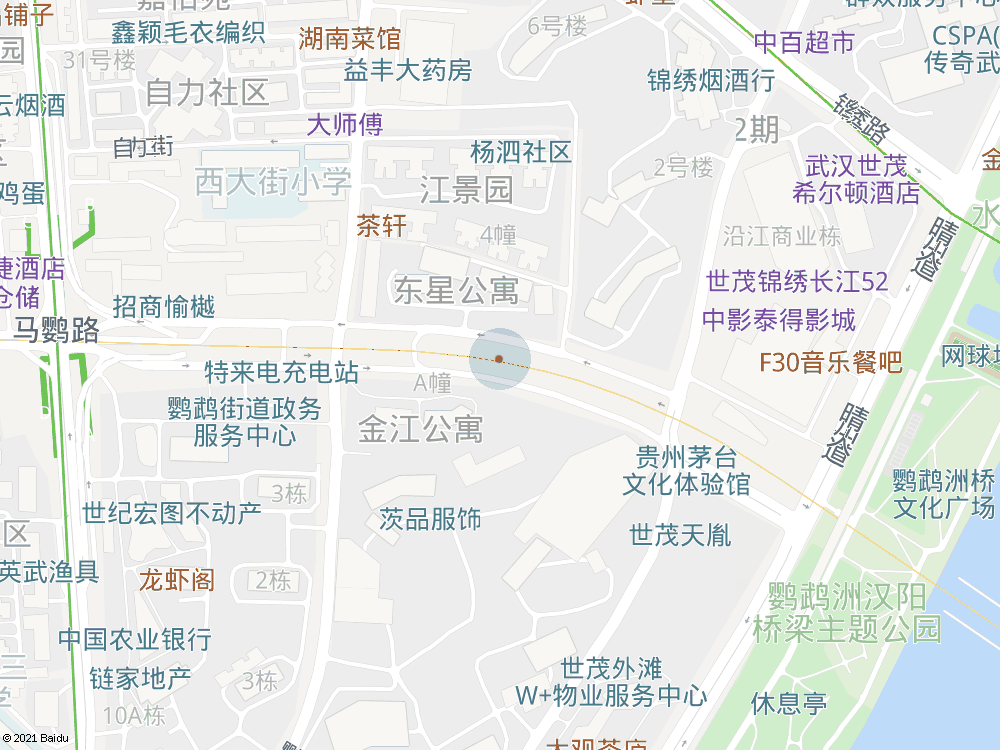 铺子
嘉怡苑
鑫颖毛衣编织
湖南菜馆
6号楼
中百超市
CSPA(
传奇武
园
31号楼
益丰大药房
锦绣烟酒行
自力社区
云烟酒
大师傅
锦绣路
2期
自力街
杨泗社区
2号楼
武汉世茂
希尔顿酒店
西大街小学
江景园
鸡蛋
茶轩
4幢
沿江商业栋
水
晴川道
捷酒店
仓储
东星公寓
世茂锦绣长江52
招商愉樾
中影泰得影城
马鹦路
网球场
F30音乐餐吧
特来电充电站
A幢
鹦鹉街道政务
服务中心
金江公寓
晴川道
贵州茅台
文化体验馆
鹦鹉洲桥
文化广场
3栋
世纪宏图不动产
茨品服饰
世茂天胤
区
英武渔具
龙虾阁
2栋
鹦鹉洲汉阳
桥梁主题公园
中国农业银行
链家地产
3栋
世茂外滩
W+物业服务中心
休息亭
10A栋
© 2021 Baidu